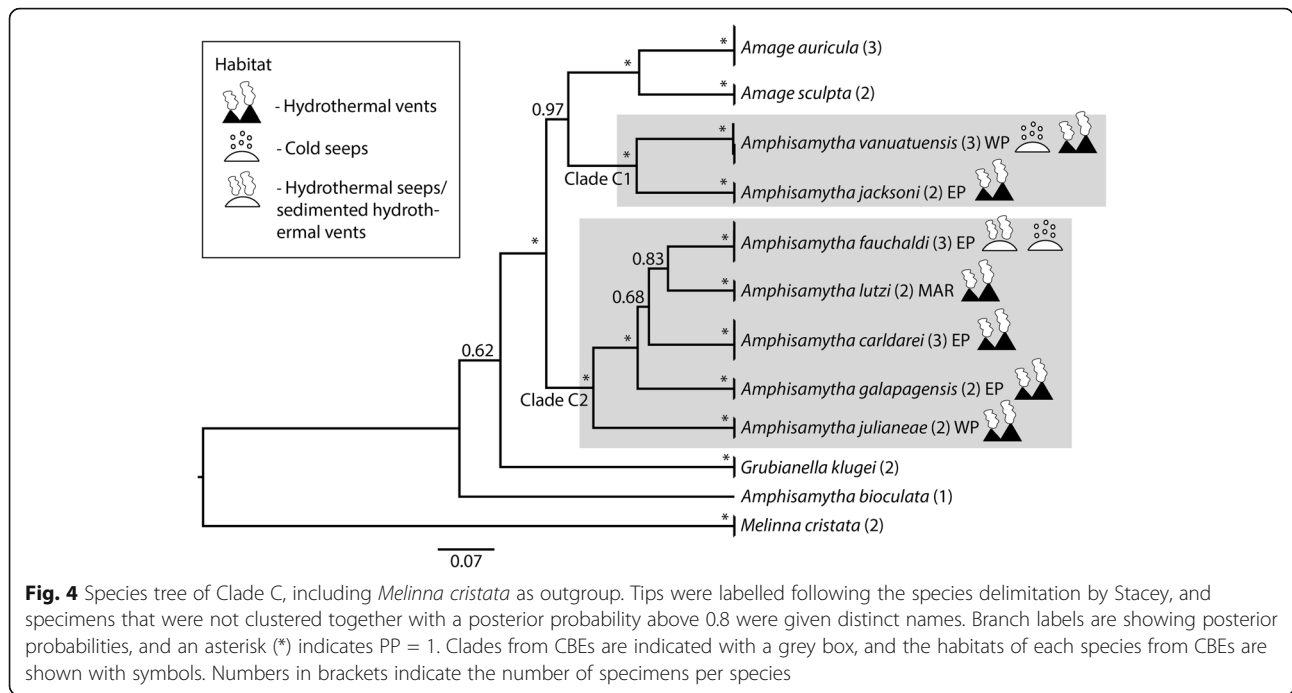 Habitat
- Hydrothermal vents
- Cold seeps
- Hydrothermal seeps/
sedimented hydroth-
ermal vents
* Amage auricula (3)
*
* Amage sculpta (2)
0.97
* Amphisamytha vanuatuensis (3) WP
*
Clade C1
* Amphisamytha jacksoni (2) EP
*
* Amphisamytha fauchaldi (3) EP
0.83
* Amphisamytha lutzi (2) MAR
0.68
* Amphisamytha carldarei (3) EP
*
0.62
* Amphisamytha galapagensis (2) EP
*
Clade C2
* Amphisamytha julianeae (2) WP
* Grubianella klugei (2)
Amphisamytha bioculata (1)
* Melinna cristata (2)
0.07
Fig. 4 Species tree of Clade C, including Melinna cristata as outgroup. Tips were labelled following the species delimitation by Stacey, and
specimens that were not clustered together with a posterior probability above 0.8 were given distinct names. Branch labels are showing posterior
probabilities, and an asterisk (*) indicates PP = 1. Clades from CBEs are indicated with a grey box, and the habitats of each species from CBEs are
shown with symbols. Numbers in brackets indicate the number of specimens per species